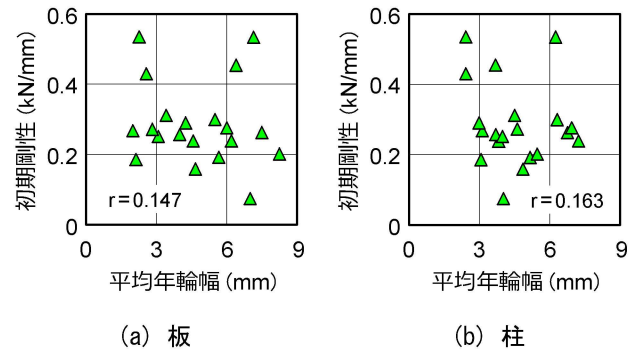 0.6
0.4
0.2
0
初期剛性 (kN/mm)
r=0.147
0 3 6 9
平均年輪幅 (mm)
(a) 板
0.6
0.4
0.2
0
初期剛性 (kN/mm)
r=0.163
0 3 6 9
平均年輪幅 (mm)
(b) 柱